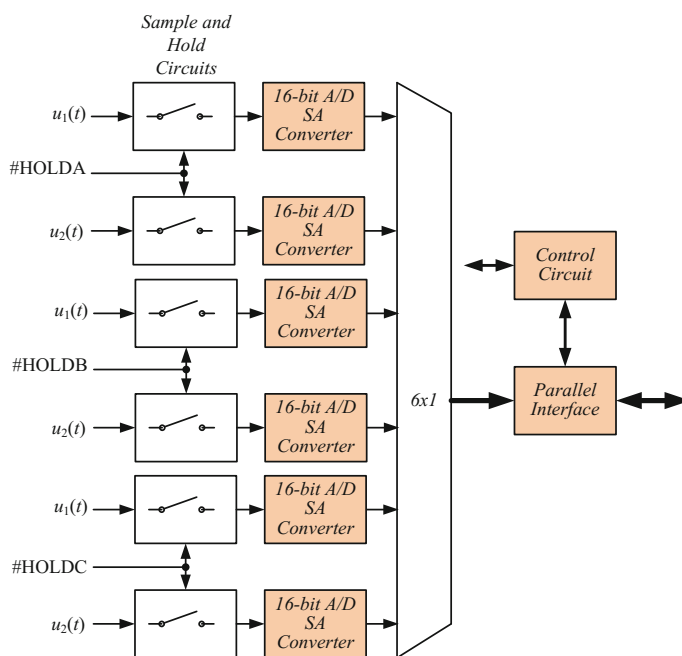 Sample and
Hold
Circuits
u₁(t)
16-bit A/D
SA
Converter
#HOLDA
u₂(t)
16-bit A/D
SA
Converter
u₁(t)
16-bit A/D
SA
Converter
#HOLDB
u₂(t)
16-bit A/D
SA
Converter
u₁(t)
16-bit A/D
SA
Converter
#HOLDC
u₂(t)
16-bit A/D
SA
Converter
6x1
Control
Circuit
Parallel
Interface